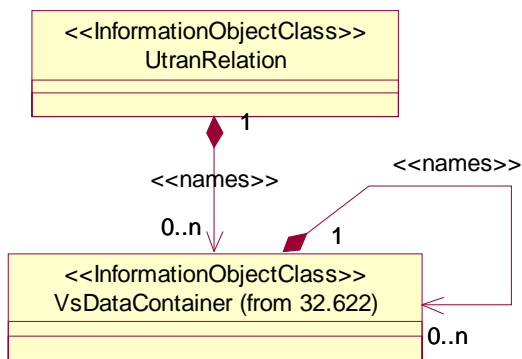 <<InformationObjectClass>>
UtranRelation
1
<<names>>
<<names>>
0..n
1
<<InformationObjectClass>>
VsDataContainer (from 32.622)
0..n